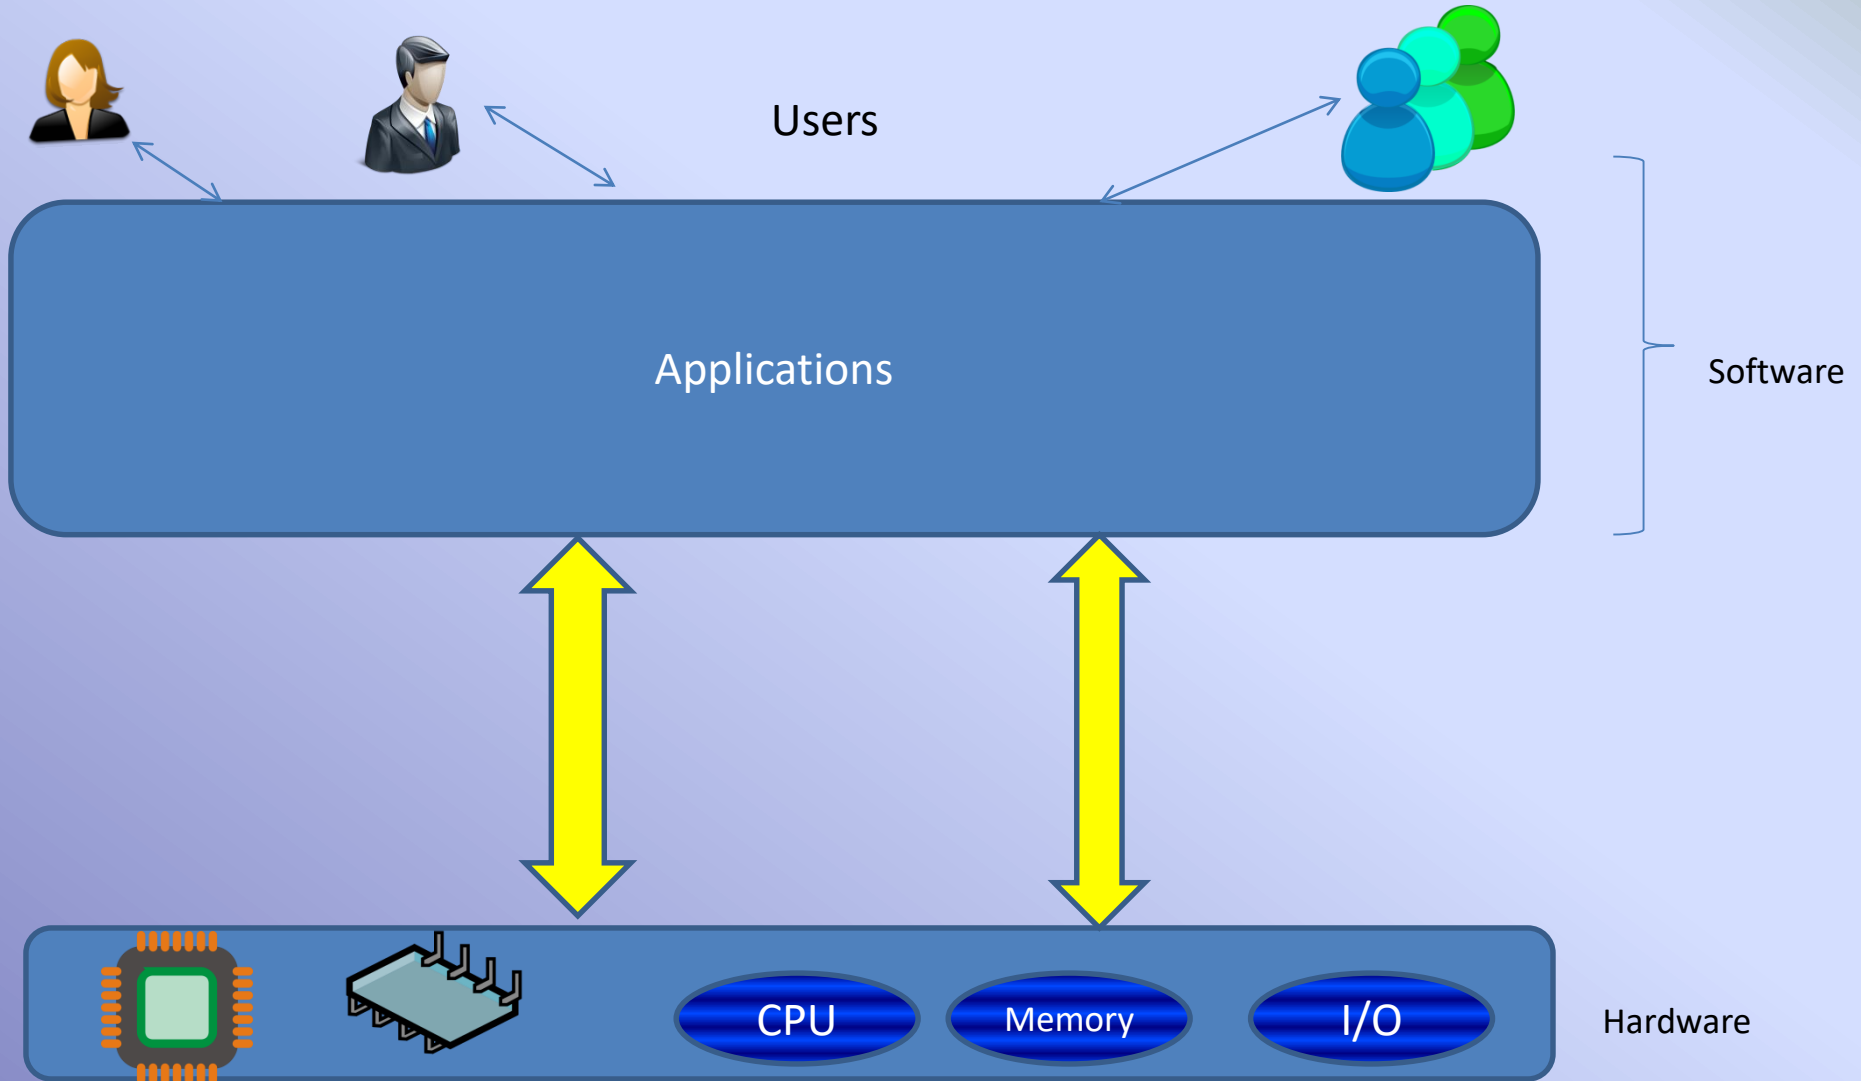 Users
Applications
Software
CPU
Memory
I/O
Hardware